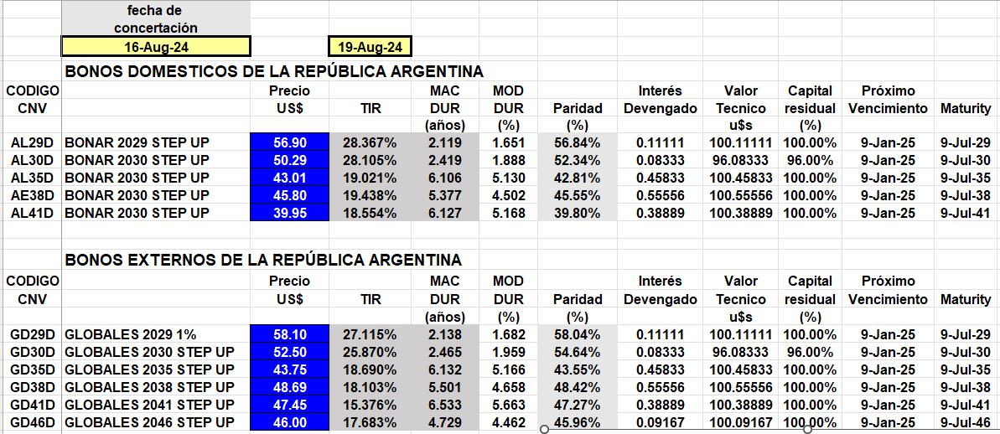 fecha de
concertación
16-Aug-24 19-Aug-24
BONOS DOMESTICOS DE LA REPÚBLICA ARGENTINA
CODIGO Precio MAC MOD Interés Valor Capital Próximo
CNV US$ TIR DUR DUR Paridad Devengado Tecnico residual Vencimiento Maturity
(años) (%) (%) u$s (%)
AL29D BONAR 2029 STEP UP 56.90 28.367% 2.119 1.651 56.84% 0.11111 100.11111 100.00% 9-Jan-25 9-Jul-29
AL30D BONAR 2030 STEP UP 50.29 28.105% 2.419 1.888 52.34% 0.08333 96.08333 96.00% 9-Jan-25 9-Jul-30
AL35D BONAR 2030 STEP UP 43.01 19.021% 6.106 5.130 42.81% 0.45833 100.45833 100.00% 9-Jan-25 9-Jul-35
AE38D BONAR 2030 STEP UP 45.80 19.438% 5.377 4.502 45.55% 0.55556 100.55556 100.00% 9-Jan-25 9-Jul-38
AL41D BONAR 2030 STEP UP 39.95 18.554% 6.127 5.168 39.80% 0.38889 100.38889 100.00% 9-Jan-25 9-Jul-41
BONOS EXTERNOS DE LA REPÚBLICA ARGENTINA
CODIGO Precio MAC MOD Interés Valor Capital Próximo
CNV US$ TIR DUR DUR Paridad Devengado Tecnico residual Vencimiento Maturity
(años) (%) (%) u$s (%)
GD29D GLOBALES 2029 1% 58.10 27.115% 2.138 1.682 58.04% 0.11111 100.11111 100.00% 9-Jan-25 9-Jul-29
GD30D GLOBALES 2030 STEP UP 52.50 25.870% 2.465 1.959 54.64% 0.08333 96.08333 96.00% 9-Jan-25 9-Jul-30
GD35D GLOBALES 2035 STEP UP 43.75 18.690% 6.132 5.166 43.55% 0.45833 100.45833 100.00% 9-Jan-25 9-Jul-35
GD38D GLOBALES 2038 STEP UP 48.69 18.103% 5.501 4.658 48.42% 0.55556 100.55556 100.00% 9-Jan-25 9-Jul-38
GD41D GLOBALES 2041 STEP UP 47.45 15.376% 6.533 5.663 47.27% 0.38889 100.38889 100.00% 9-Jan-25 9-Jul-41
GD46D GLOBALES 2046 STEP UP 46.00 17.683% 4.729 4.462 45.96% 0.09167 100.09167 100.00% 9-Jan-25 9-Jul-46